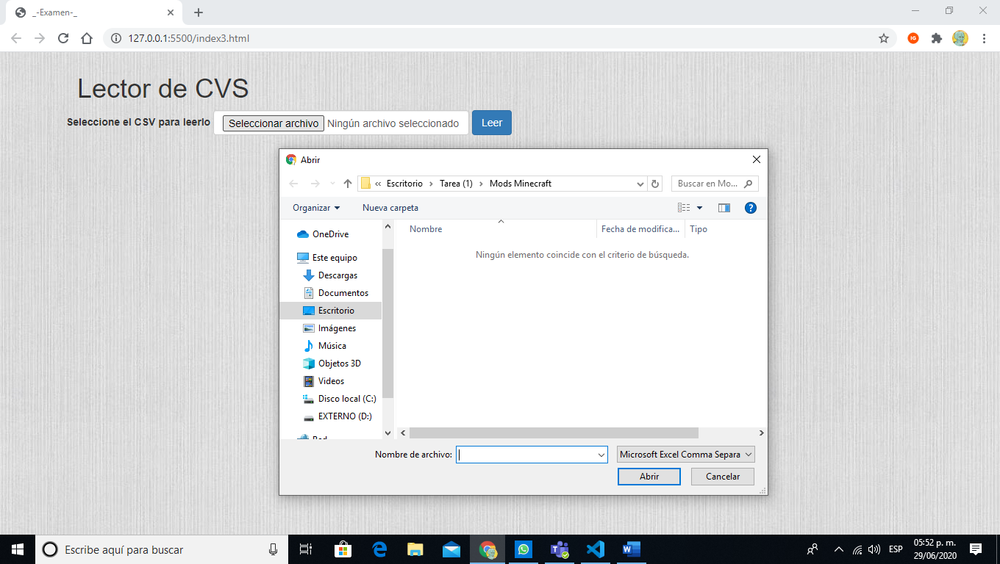 _-Examen-_
127.0.0.1:5500/index3.html
IG
Lector de CVS
Seleccione el CSV para leerlo Seleccionar archivo Ningún archivo seleccionado Leer
Abrir
« Escritorio › Tarea (1) › Mods Minecraft Buscar en Mo...
Organizar Nueva carpeta
Nombre Fecha de modifica... Tipo
Ningún elemento coincide con el criterio de búsqueda.
OneDrive
Este equipo
Descargas
Documentos
Escritorio
Imágenes
Música
Objetos 3D
Videos
Disco local (C:)
EXTERNO (D:)
Red
Nombre de archivo: Microsoft Excel Comma Separa
Abrir Cancelar
Escribe aquí para buscar
ESP
05:52 p. m.
29/06/2020